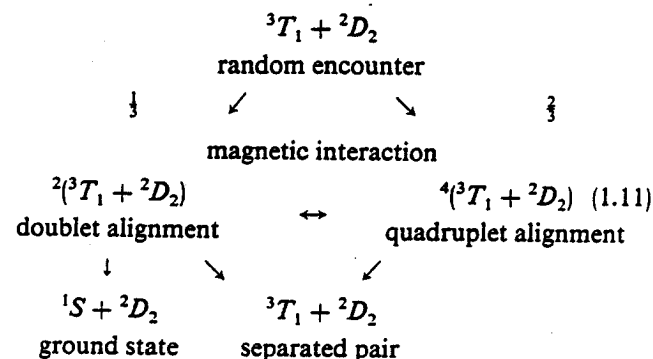 ³T₁ + ²D₂
random encounter
⅓ ↙ ↘ ⅔
magnetic interaction
²(³T₁ + ²D₂) ↔ ⁴(³T₁ + ²D₂) (1.11)
doublet alignment quadruplet alignment
↓ ↘ ↙
¹S + ²D₂ ³T₁ + ²D₂
ground state separated pair